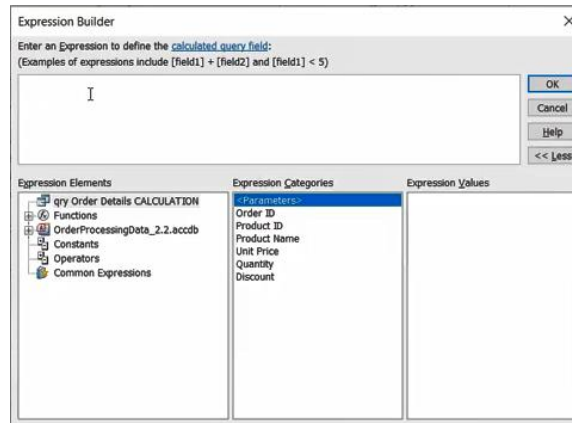 Expression Builder
Enter an Expression to define the calculated query field:
(Examples of expressions include [field1] + [field2] and [field1] < 5)
OK
Cancel
Help
<< Less
Expression Elements
Expression Categories
Expression Values
qry Order Details CALCULATION
Functions
OrderProcessingData_2.2.accdb
Constants
Operators
Common Expressions
<Parameters>
Order ID
Product ID
Product Name
Unit Price
Quantity
Discount